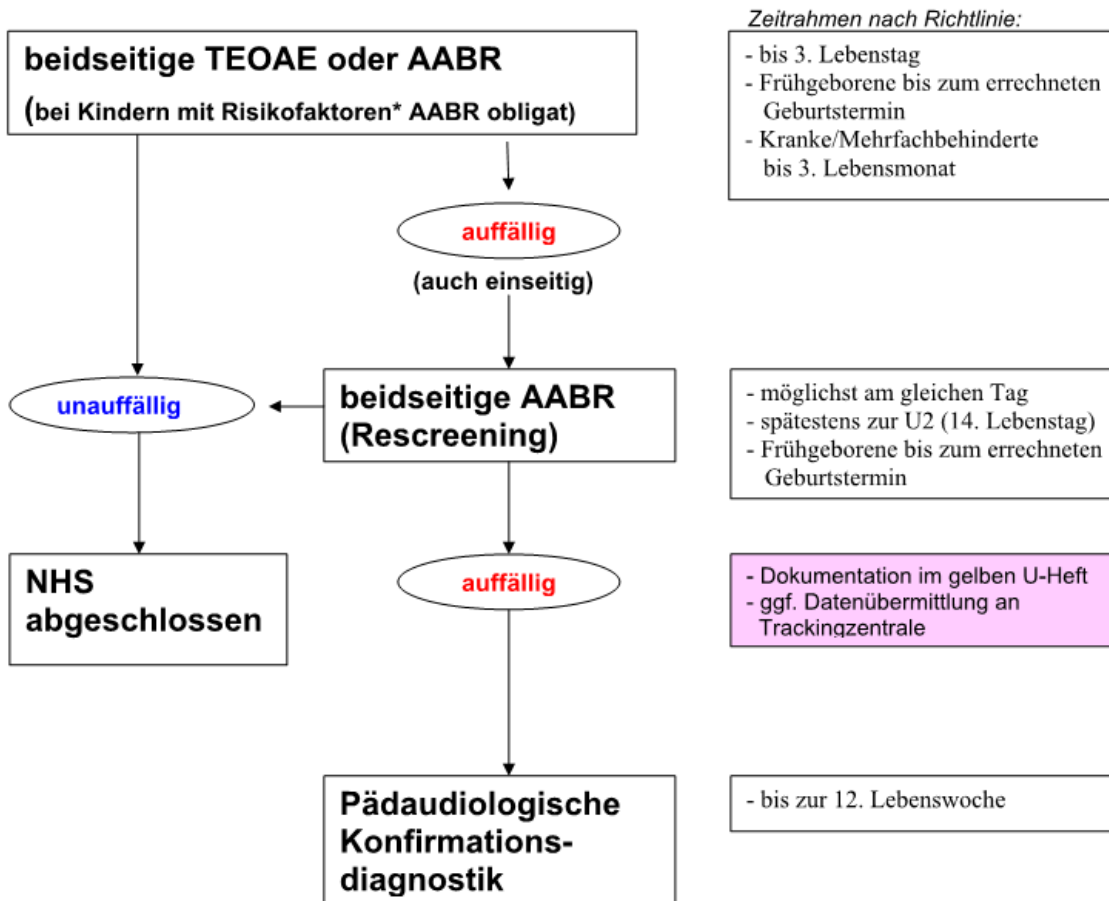 Zeitrahmen nach Richtlinie:
beidseitige TEOAE oder AABR
(bei Kindern mit Risikofaktoren* AABR obligat)
- bis 3. Lebenstag
- Frühgeborene bis zum errechneten
Geburtstermin
- Kranke/Mehrfachbehinderte
bis 3. Lebensmonat
auffällig
(auch einseitig)
unauffällig
beidseitige AABR
(Rescreening)
- möglichst am gleichen Tag
- spätestens zur U2 (14. Lebenstag)
- Frühgeborene bis zum errechneten
Geburtstermin
NHS
abgeschlossen
auffällig
- Dokumentation im gelben U-Heft
- ggf. Datenübermittlung an
Trackingzentrale
Pädaudiologische
Konfirmations-
diagnostik
- bis zur 12. Lebenswoche